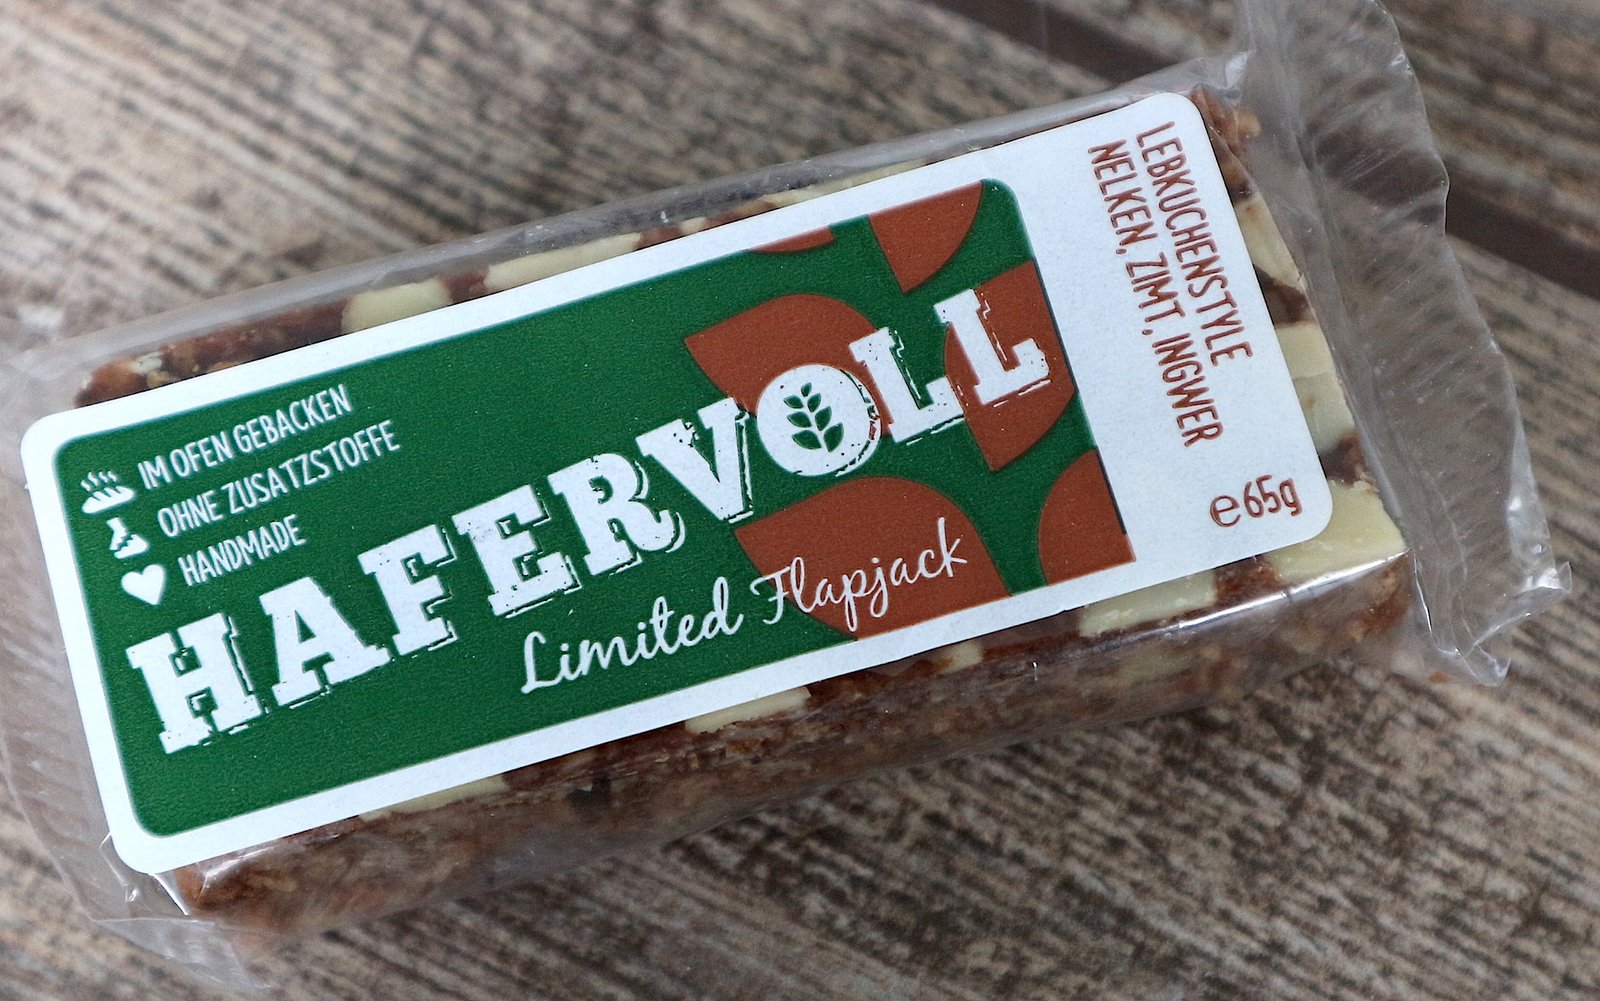 IM OFEN GEBACKEN
OHNE ZUSATZSTOFFE
HANDMADE
HAFERVOLL
Limited Flapjack
LEBKUCHENSTYLE
NELKEN, ZIMT, INGWER
e65g